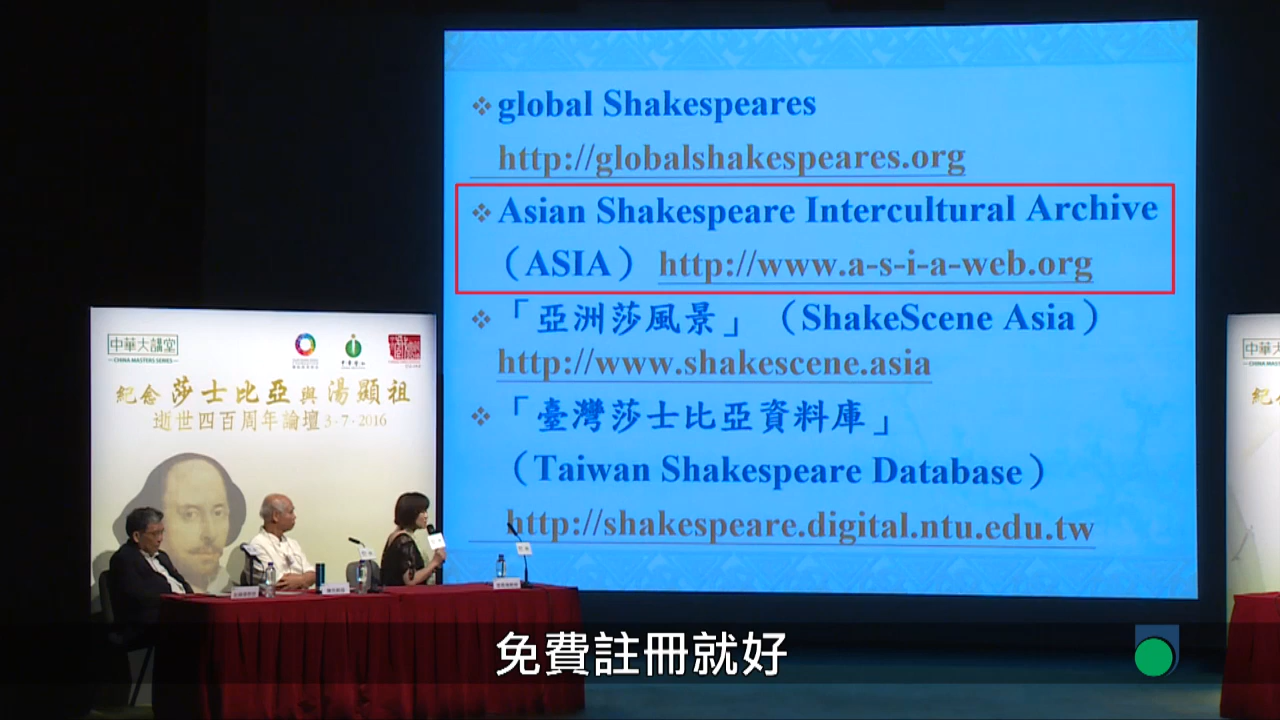 ❖ global Shakespeares
http://globalshakespeares.org
❖ Asian Shakespeare Intercultural Archive
（ASIA） http://www.a-s-i-a-web.org
❖ 「亞洲莎風景」（ShakeScene Asia）
http://www.shakescene.asia
❖ 「臺灣莎士比亞資料庫」
（Taiwan Shakespeare Database）
http://shakespeare.digital.ntu.edu.tw
中華大講堂
CHINA MASTERS SERIES
紀念莎士比亞與湯顯祖
逝世四百周年論壇 3·7·2016
中華大
紀
免費註冊就好